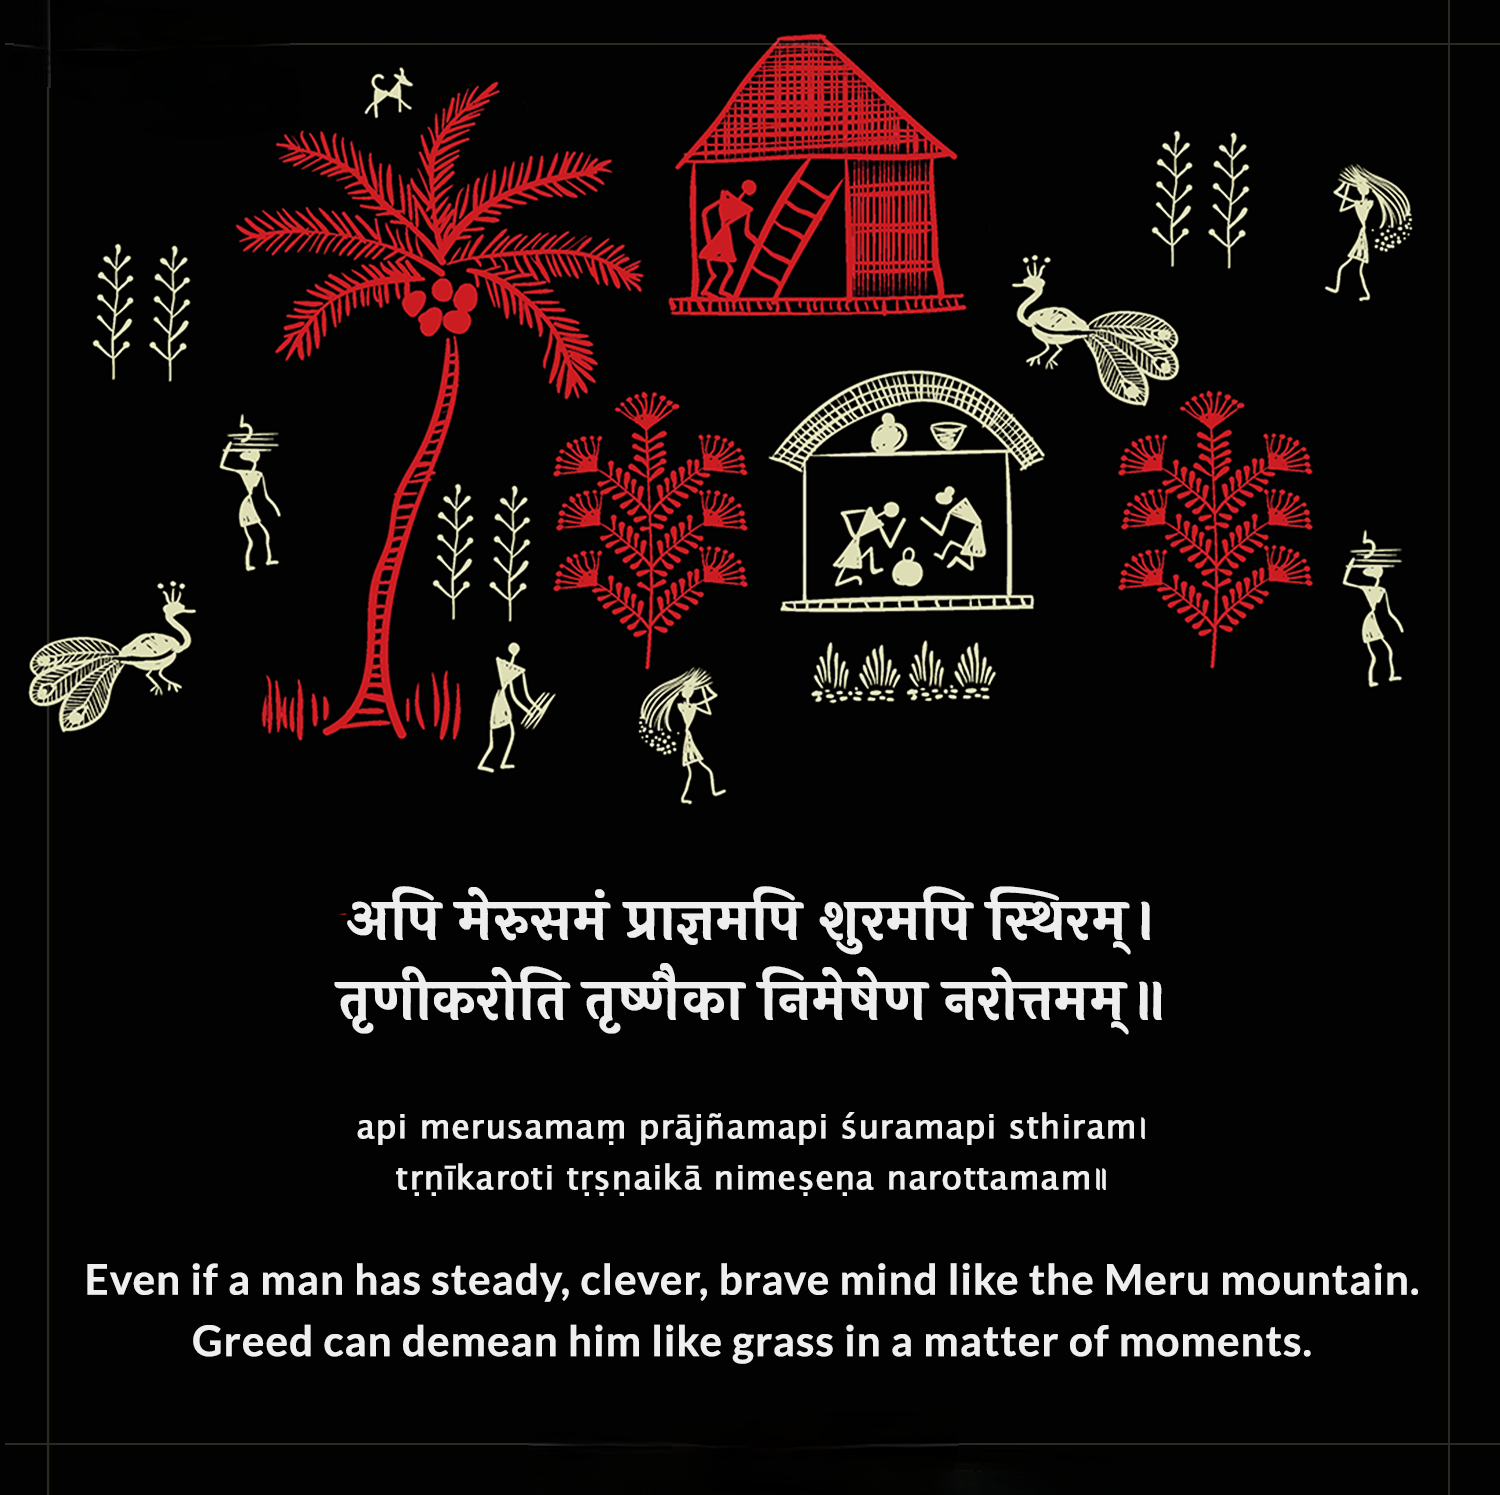 अपि मेरुसमं प्राज्ञमपि शुरमपि स्थिरम्।
तृणीकरोति तृष्णैका निमेषेण नरोत्तमम्॥
api merusamaṃ prājñamapi śuramapi sthiram।
tṛṇīkaroti tṛṣṇaikā nimeṣeṇa narottamam॥
Even if a man has steady, clever, brave mind like the Meru mountain.
Greed can demean him like grass in a matter of moments.